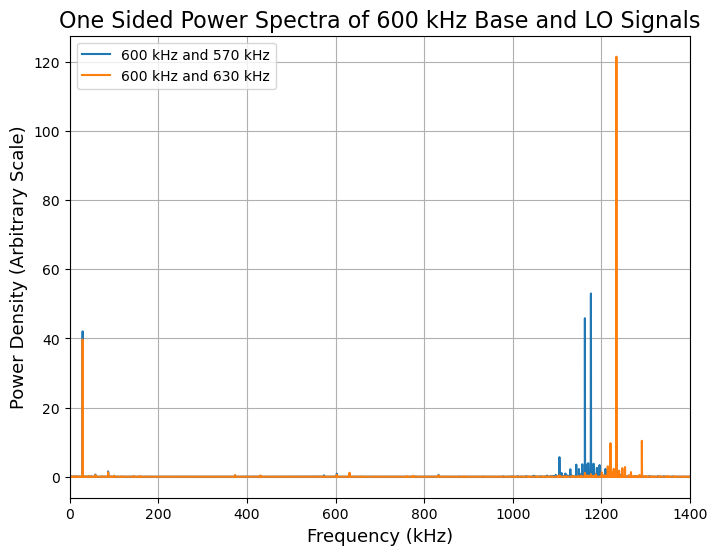 One Sided Power Spectra of 600 kHz Base and LO Signals
600 kHz and 570 kHz
600 kHz and 630 kHz
Power Density (Arbitrary Scale)
120
100
80
60
40
20
0
0 200 400 600 800 1000 1200 1400
Frequency (kHz)